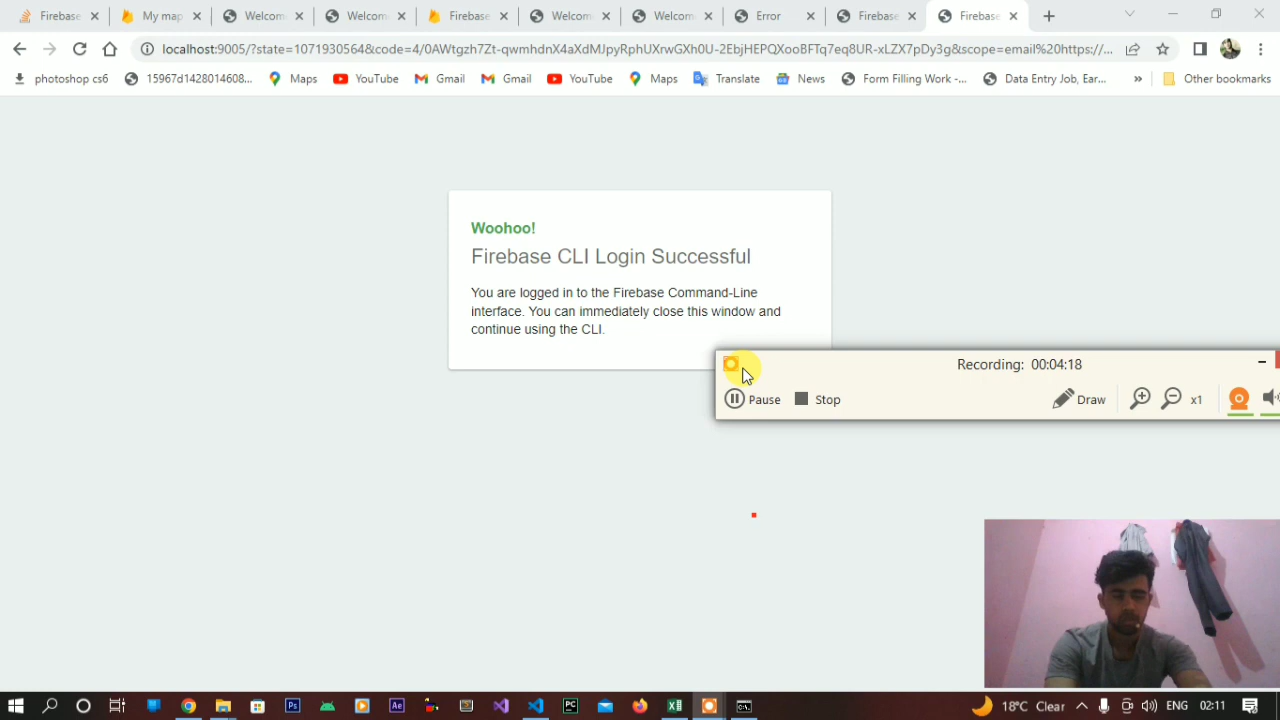 Firebase
My map
Welcom
Welcom
Firebase
Welcom
Welcom
Error
Firebase
Firebase
localhost:9005/?state=1071930564&code=4/0AWtgzh7Zt-qwmhdnX4aXdMJpyRphUXrwGXh0U-2EbjHEPQXooBFTq7eq8UR-xLZX7pDy3g&scope=email%20https://...
photoshop cs6
15967d1428014608...
Maps
YouTube
Gmail
Gmail
YouTube
Maps
Translate
News
Form Filling Work -...
Data Entry Job, Ear...
»
Other bookmarks
Woohoo!
Firebase CLI Login Successful
You are logged in to the Firebase Command-Line
interface. You can immediately close this window and
continue using the CLI.
Recording: 00:04:18
Pause
Stop
Draw
x1
18°C Clear
ENG
02:11